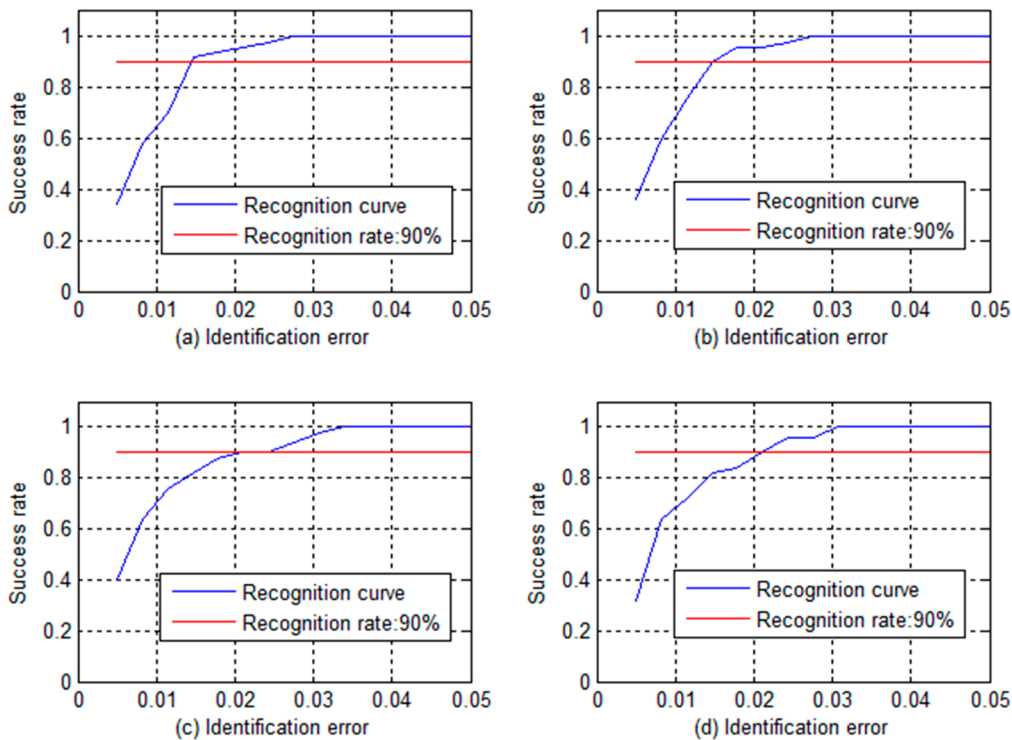 1
0.8
0.6
0.4
0.2
0
Success rate
Recognition curve
Recognition rate:90%
0 0.01 0.02 0.03 0.04 0.05
(a) Identification error
1
0.8
0.6
0.4
0.2
0
Success rate
Recognition curve
Recognition rate:90%
0 0.01 0.02 0.03 0.04 0.05
(b) Identification error
1
0.8
0.6
0.4
0.2
0
Success rate
Recognition curve
Recognition rate:90%
0 0.01 0.02 0.03 0.04 0.05
(c) Identification error
1
0.8
0.6
0.4
0.2
0
Success rate
Recognition curve
Recognition rate:90%
0 0.01 0.02 0.03 0.04 0.05
(d) Identification error